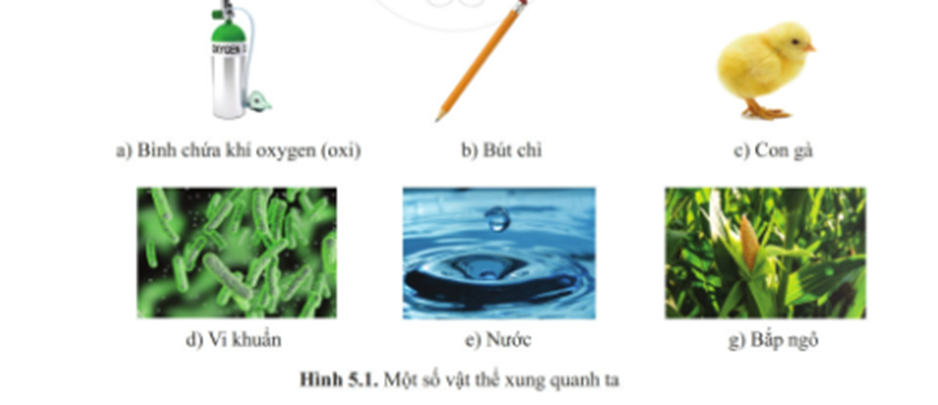 OXYGEN
a) Bình chứa khí oxygen (oxi)
b) Bút chì
c) Con gà
d) Vi khuẩn
e) Nước
g) Bắp ngô
Hình 5.1. Một số vật thể xung quanh ta